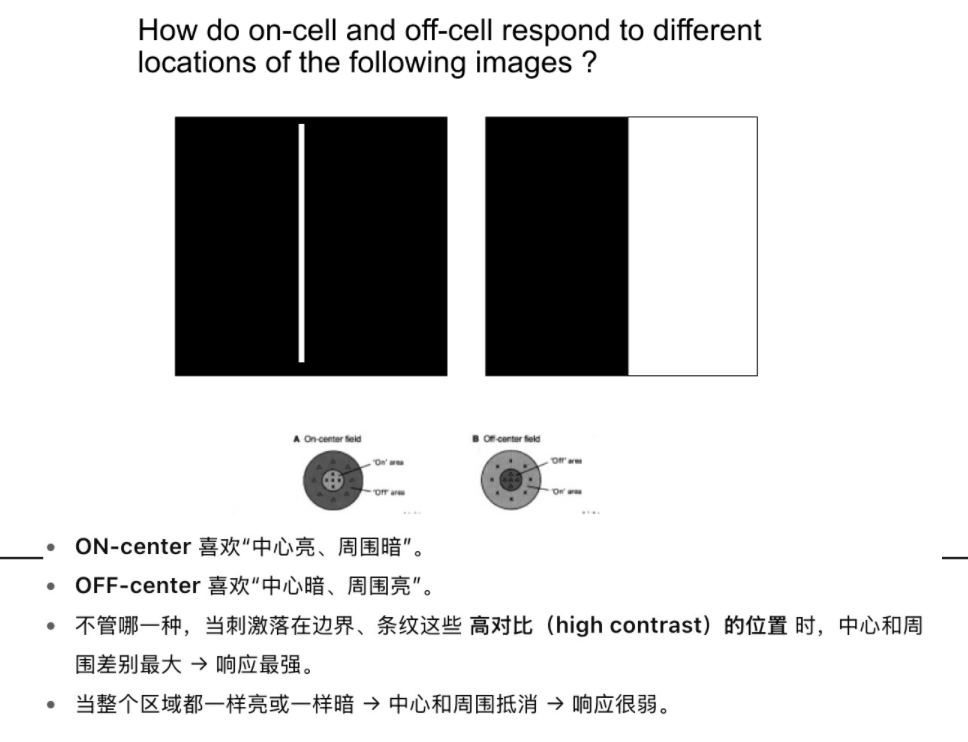 How do on-cell and off-cell respond to different
locations of the following images ?
A On-center field
'On' area
'Off' area
B Off-center field
'Off' area
'On' area
• ON-center 喜欢“中心亮、周围暗”。
• OFF-center 喜欢“中心暗、周围亮”。
• 不管哪一种，当刺激落在边界、条纹这些 高对比（high contrast）的位置 时，中心和周
围差别最大 → 响应最强。
• 当整个区域都一样亮或一样暗 → 中心和周围抵消 → 响应很弱。